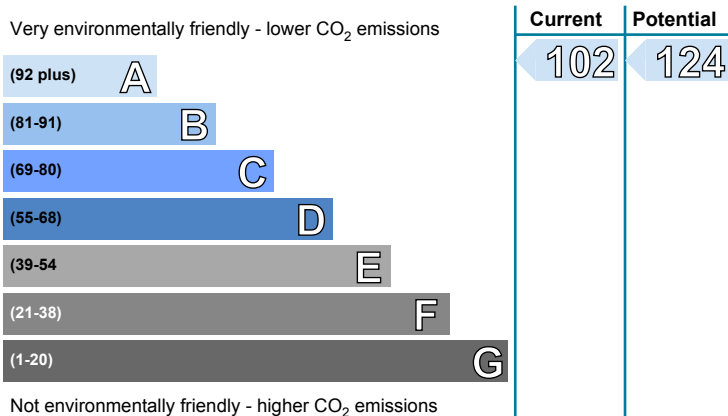 Current Potential
Very environmentally friendly - lower CO2 emissions
102 124
(92 plus) A
(81-91) B
(69-80) C
(55-68) D
(39-54 E
(21-38) F
(1-20) G
Not environmentally friendly - higher CO2 emissions